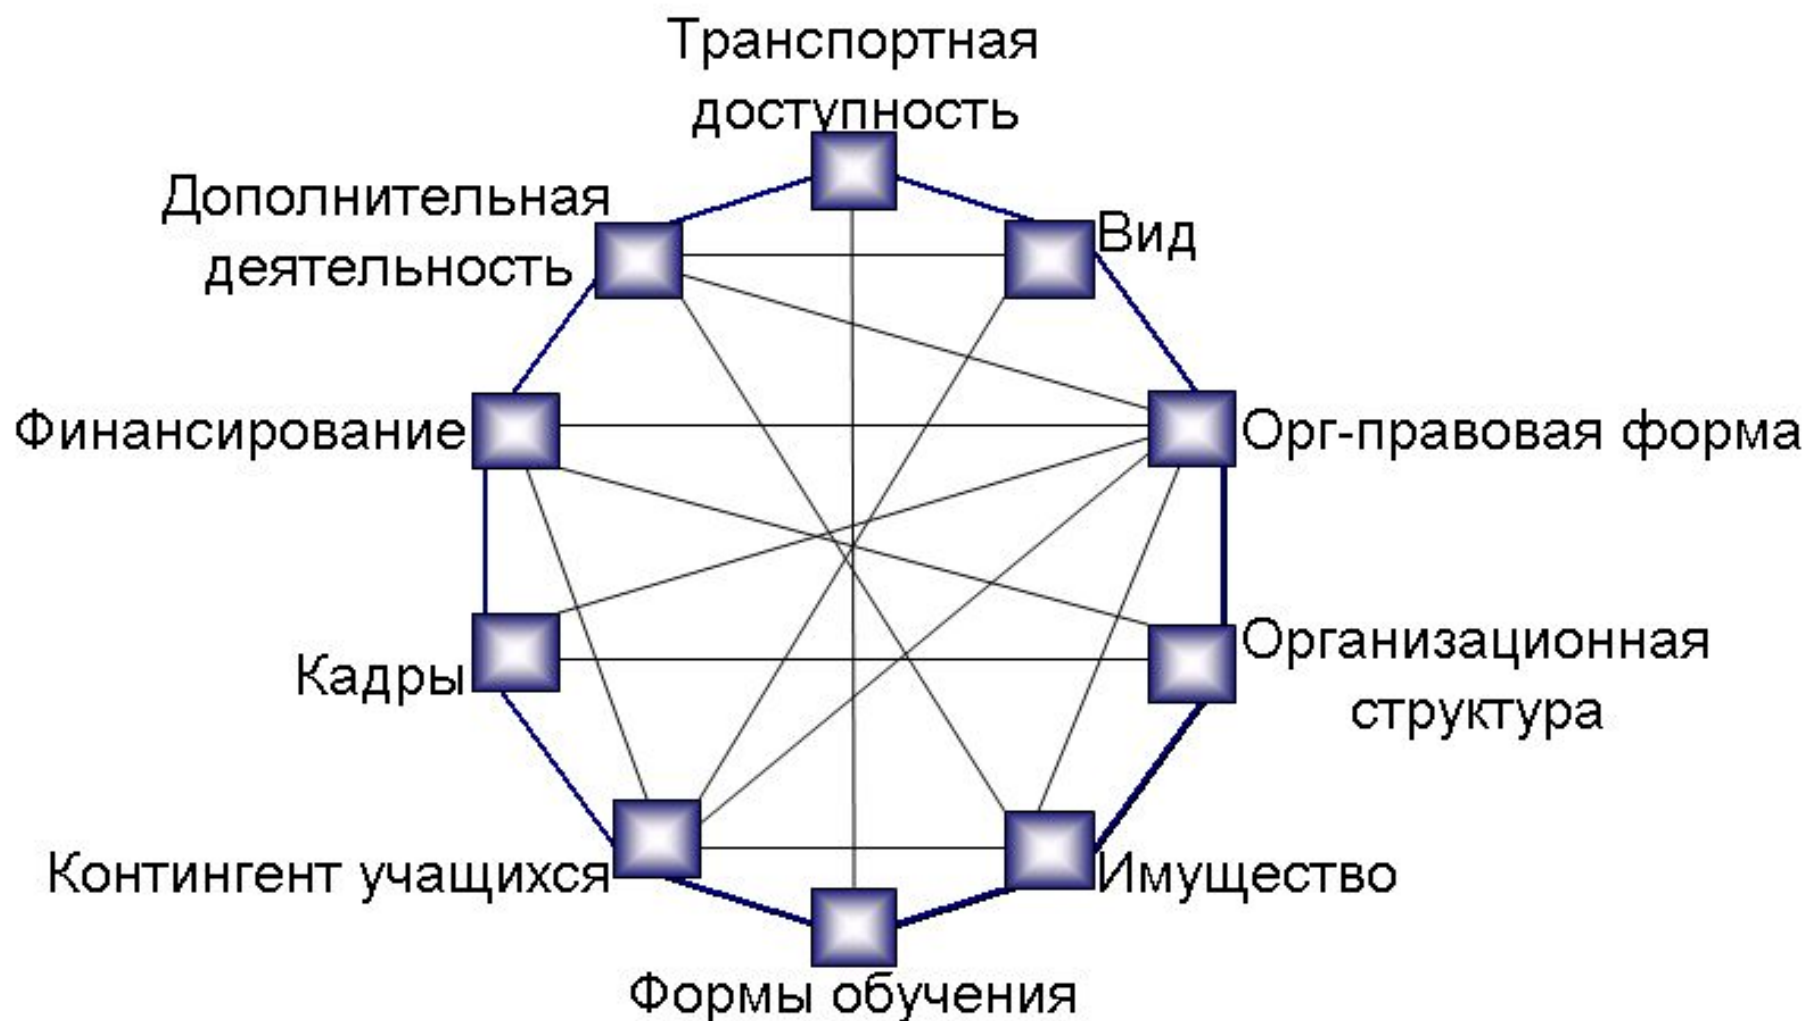 Транспортная
доступность
Дополнительная
деятельность
Вид
Финансирование
Орг-правовая форма
Кадры
Организационная
структура
Контингент учащихся
Имущество
Формы обучения